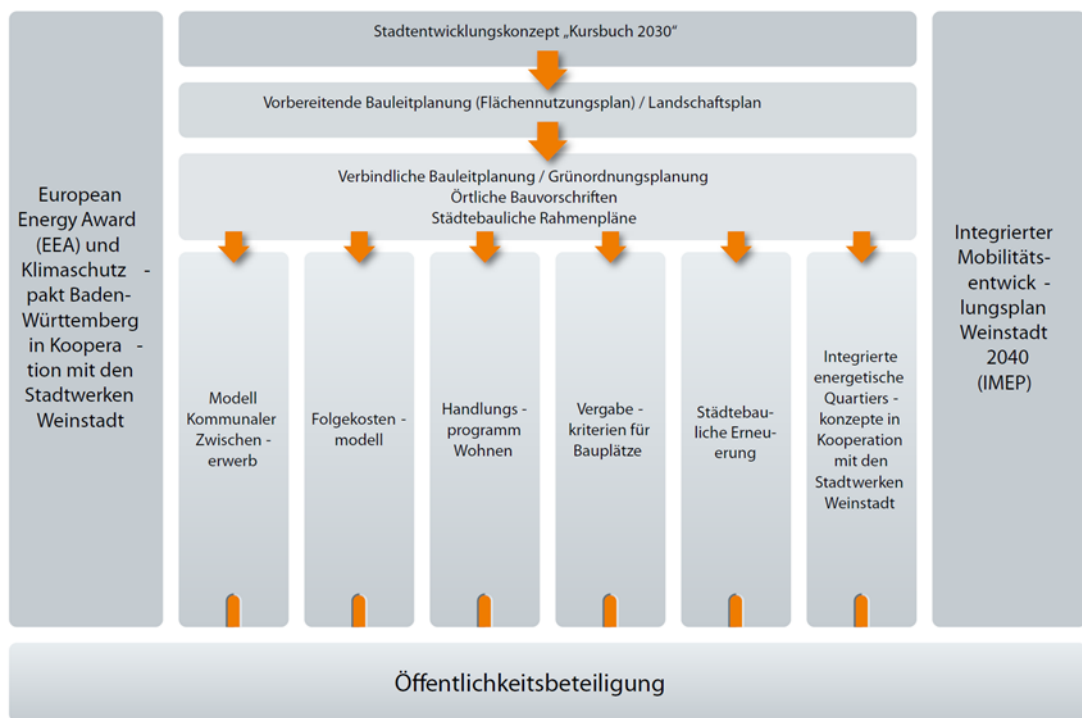 Stadtentwicklungskonzept „Kursbuch 2030“
Vorbereitende Bauleitplanung (Flächennutzungsplan) / Landschaftsplan
Verbindliche Bauleitplanung / Grünordnungsplanung
Örtliche Bauvorschriften
Städtebauliche Rahmenpläne
European
Energy Award
(EEA) und
Klimaschutz -
pakt Baden-
Württemberg
in Koopera -
tion mit den
Stadtwerken
Weinstadt
Modell
Kommunaler
Zwischen -
erwerb
Folgekosten -
modell
Handlungs -
programm
Wohnen
Vergabe -
kriterien für
Bauplätze
Städtebau-
liche Erneu-
erung
Integrierte
energetische
Quartiers -
konzepte in
Kooperation
mit den
Stadtwerken
Weinstadt
Integrierter
Mobilitäts-
entwick -
lungsplan
Weinstadt
2040
(IMEP)
Öffentlichkeitsbeteiligung